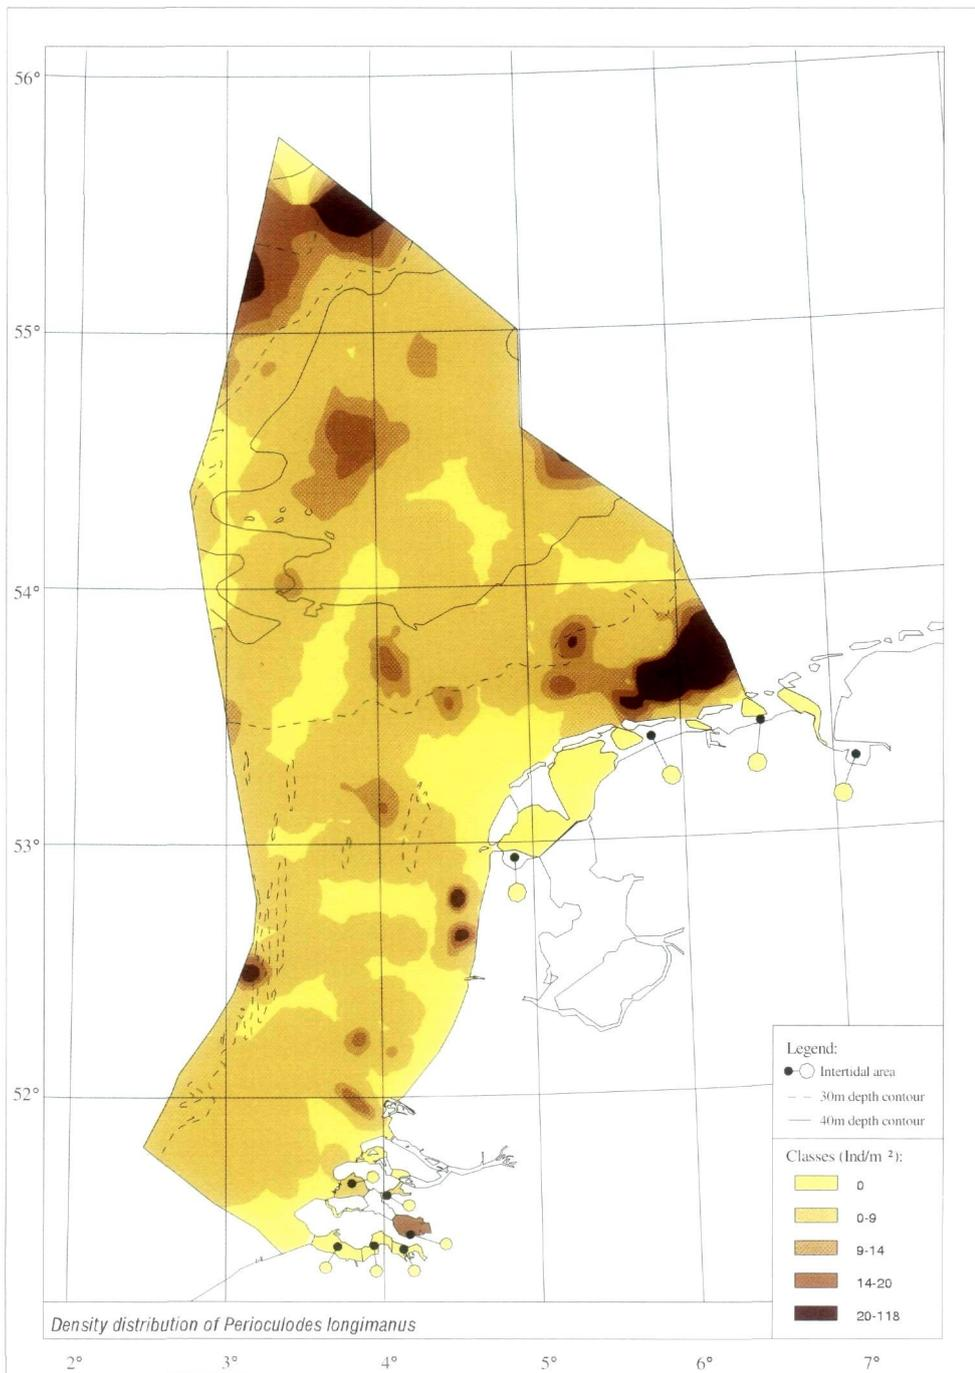 56°
55°
54°
53°
52°
Legend:
Intertidal area
30m depth contour
40m depth contour
Classes (Ind/m ²):
0
0-9
9-14
14-20
20-118
Density distribution of Perioculodes longimanus
2° 3° 4° 5° 6° 7°